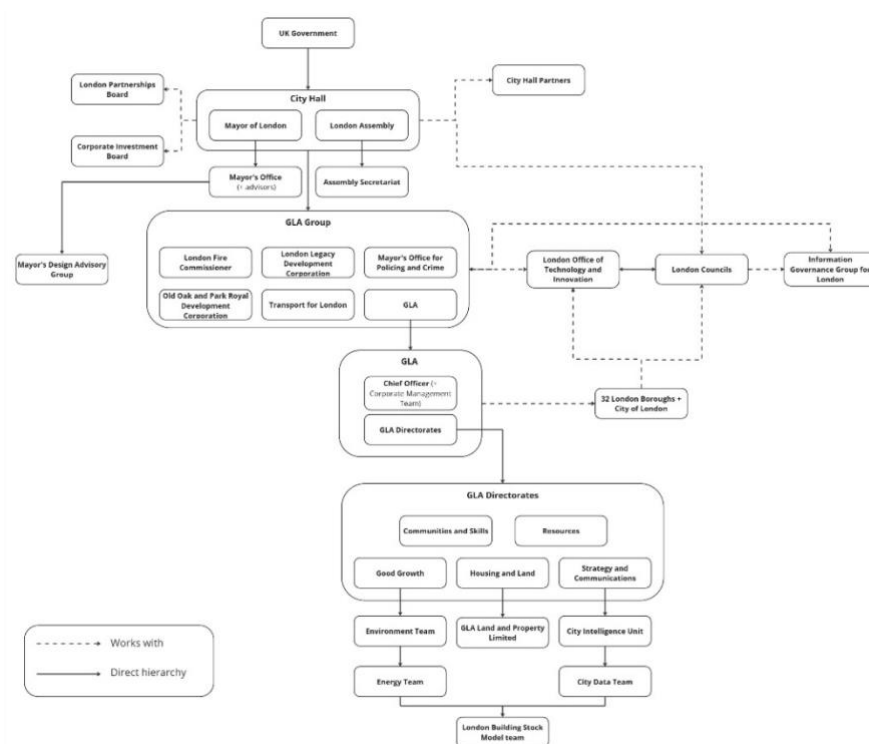 UK Government
London Partnerships
Board
City Hall Partners
City Hall
Mayor of London
London Assembly
Corporate Investment
Board
Mayor's Office
(+ advisors)
Assembly Secretariat
GLA Group
London Fire
Commissioner
London Legacy
Development
Corporation
Mayor's Office for
Policing and Crime
Mayor's Design Advisory
Group
London Office of
Technology and
Innovation
London Councils
Information
Governance Group for
London
Old Oak and Park Royal
Development
Corporation
Transport for London
GLA
GLA
Chief Officer (+
Corporate Management
Team)
GLA Directorates
32 London Boroughs +
City of London
GLA Directorates
Communities and Skills
Resources
Good Growth
Housing and Land
Strategy and
Communications
Environment Team
GLA Land and Property
Limited
City Intelligence Unit
Works with
Direct hierarchy
Energy Team
City Data Team
London Building Stock
Model team